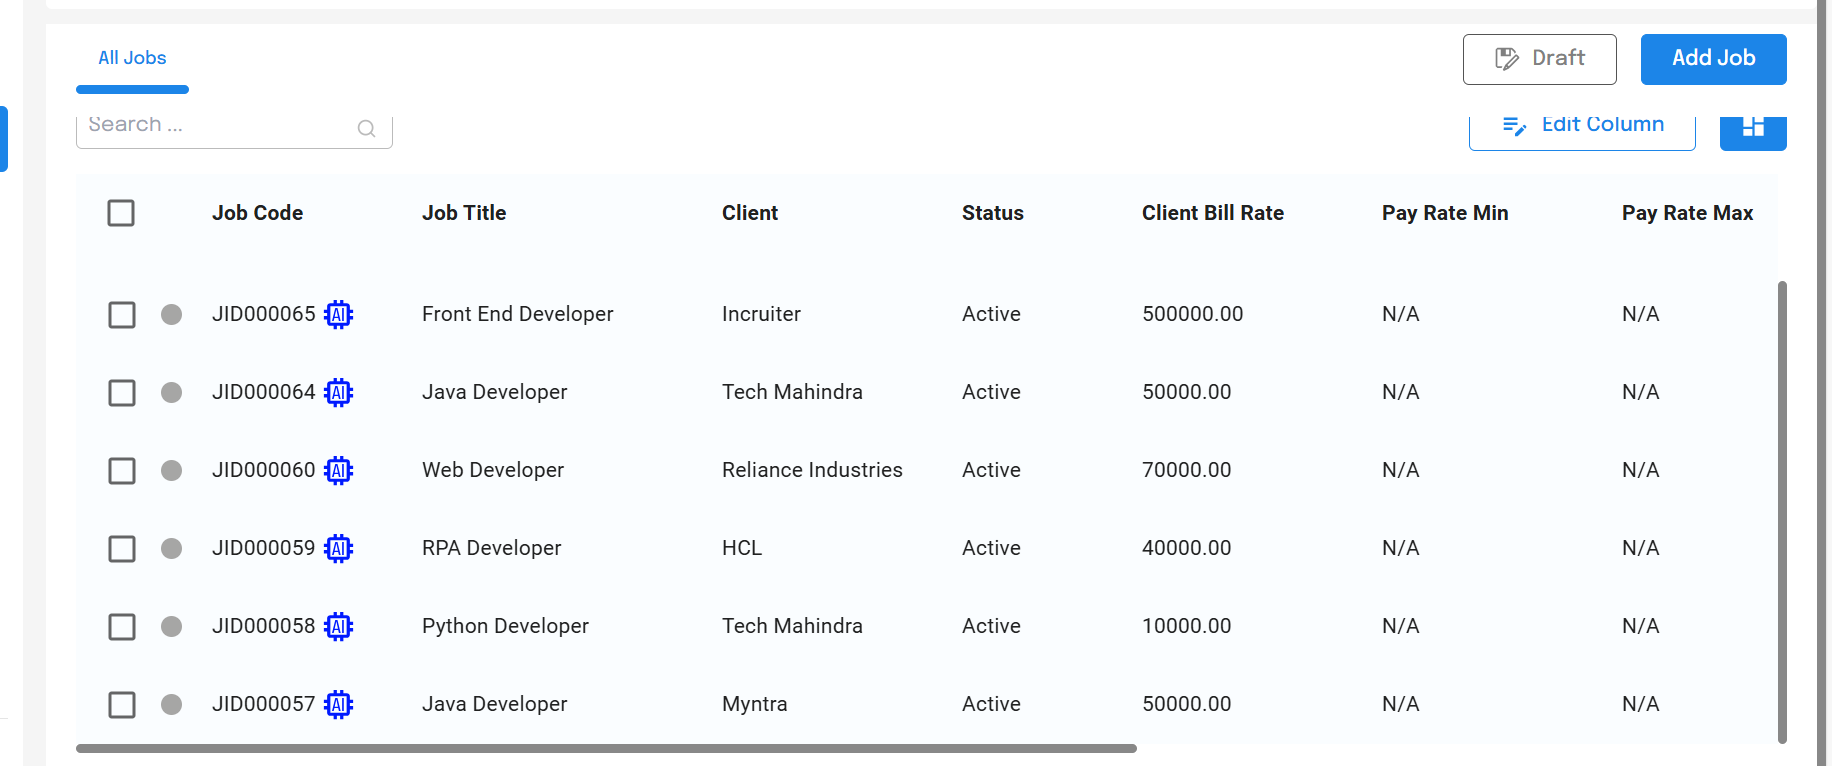 All Jobs
Draft
Add Job
Search ...
Edit Column
Job Code Job Title Client Status Client Bill Rate Pay Rate Min Pay Rate Max
JID000065 AI Front End Developer Incruiter Active 500000.00 N/A N/A
JID000064 AI Java Developer Tech Mahindra Active 50000.00 N/A N/A
JID000060 AI Web Developer Reliance Industries Active 70000.00 N/A N/A
JID000059 AI RPA Developer HCL Active 40000.00 N/A N/A
JID000058 AI Python Developer Tech Mahindra Active 10000.00 N/A N/A
JID000057 AI Java Developer Myntra Active 50000.00 N/A N/A